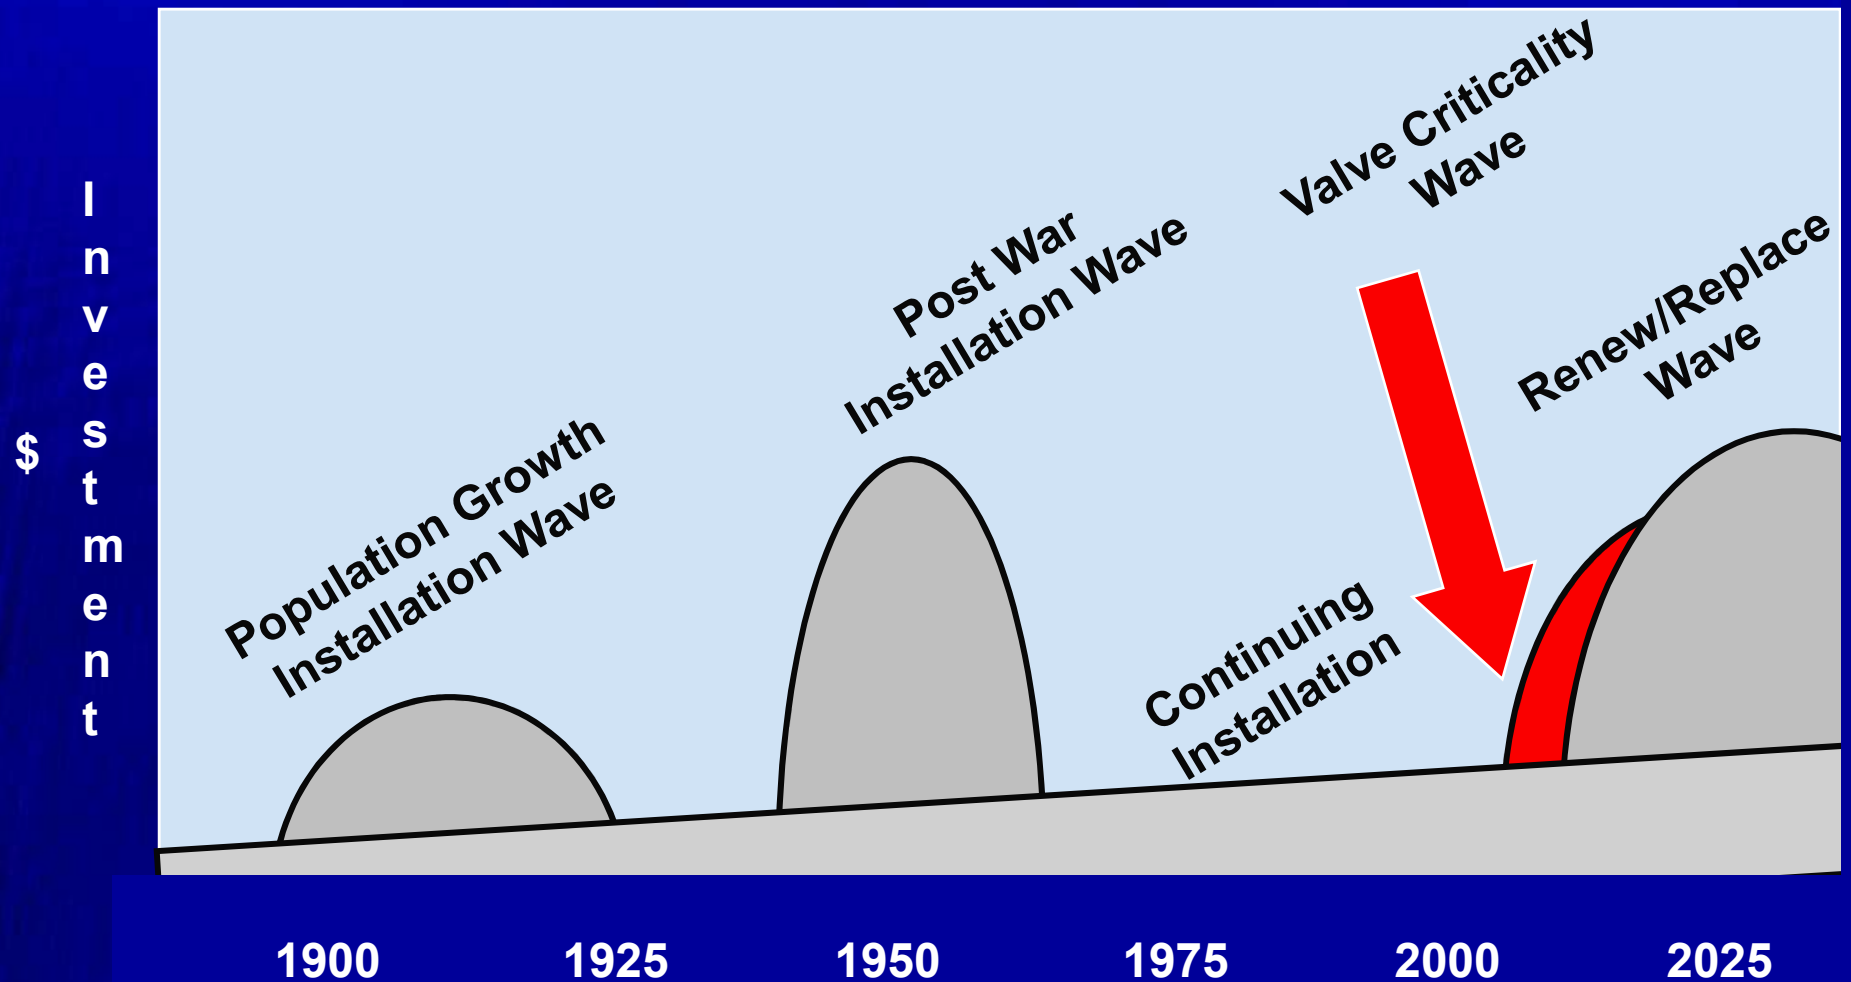 $
Investment
Population Growth
Installation Wave
Post War
Installation Wave
Continuing
Installation
Valve Criticality
Wave
Renew/Replace
Wave
1900 1925 1950 1975 2000 2025